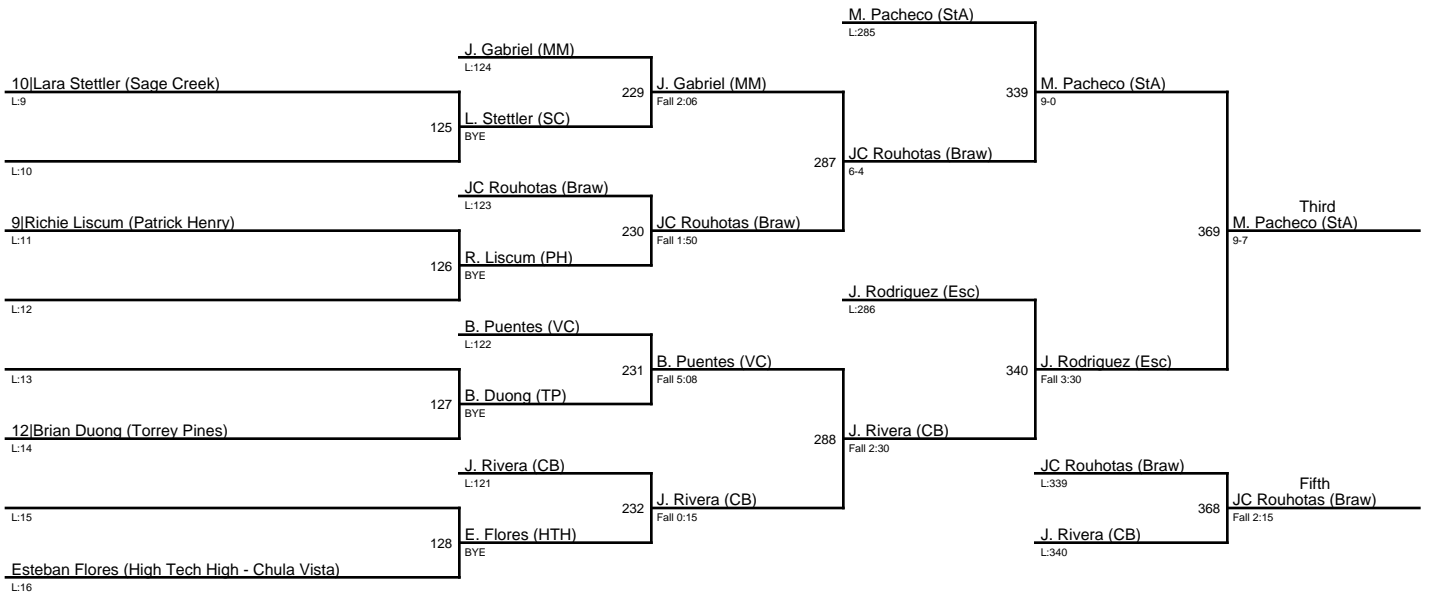 10|Lara Stettler (Sage Creek)
L:9
L:10
9|Richie Liscum (Patrick Henry)
L:11
L:12
L:13
12|Brian Duong (Torrey Pines)
L:14
L:15
Esteban Flores (High Tech High - Chula Vista)
L:16
J. Gabriel (MM)
L:124
125
L. Stettler (SC)
BYE
JC Rouhotas (Braw)
L:123
126
R. Liscum (PH)
BYE
B. Puentes (VC)
L:122
127
B. Duong (TP)
BYE
J. Rivera (CB)
L:121
128
E. Flores (HTH)
BYE
229
J. Gabriel (MM)
Fall 2:06
230
JC Rouhotas (Braw)
Fall 1:50
231
B. Puentes (VC)
Fall 5:08
232
J. Rivera (CB)
Fall 0:15
M. Pacheco (StA)
L:285
287
JC Rouhotas (Braw)
6-4
J. Rodriguez (Esc)
L:286
288
J. Rivera (CB)
Fall 2:30
339
M. Pacheco (StA)
9-0
340
J. Rodriguez (Esc)
Fall 3:30
JC Rouhotas (Braw)
L:339
J. Rivera (CB)
L:340
Third
369
M. Pacheco (StA)
9-7
Fifth
368
JC Rouhotas (Braw)
Fall 2:15